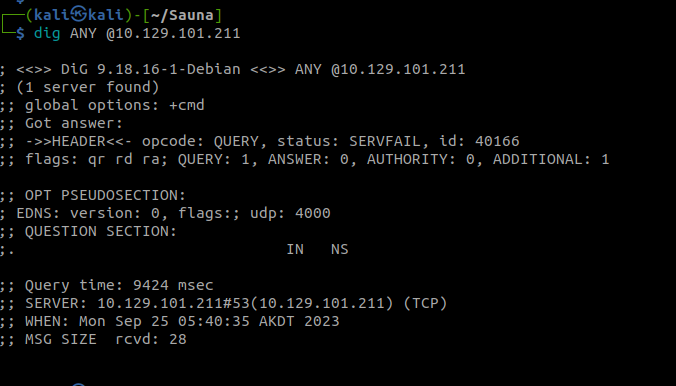 ┌──(kali㉿kali)-[~/Sauna]
└─$ dig ANY @10.129.101.211
; <<>> DiG 9.18.16-1-Debian <<>> ANY @10.129.101.211
; (1 server found)
;; global options: +cmd
;; Got answer:
;; ->>HEADER<<- opcode: QUERY, status: SERVFAIL, id: 40166
;; flags: qr rd ra; QUERY: 1, ANSWER: 0, AUTHORITY: 0, ADDITIONAL: 1
;; OPT PSEUDOSECTION:
; EDNS: version: 0, flags:; udp: 4000
;; QUESTION SECTION:
;. IN NS
;; Query time: 9424 msec
;; SERVER: 10.129.101.211#53(10.129.101.211) (TCP)
;; WHEN: Mon Sep 25 05:40:35 AKDT 2023
;; MSG SIZE rcvd: 28